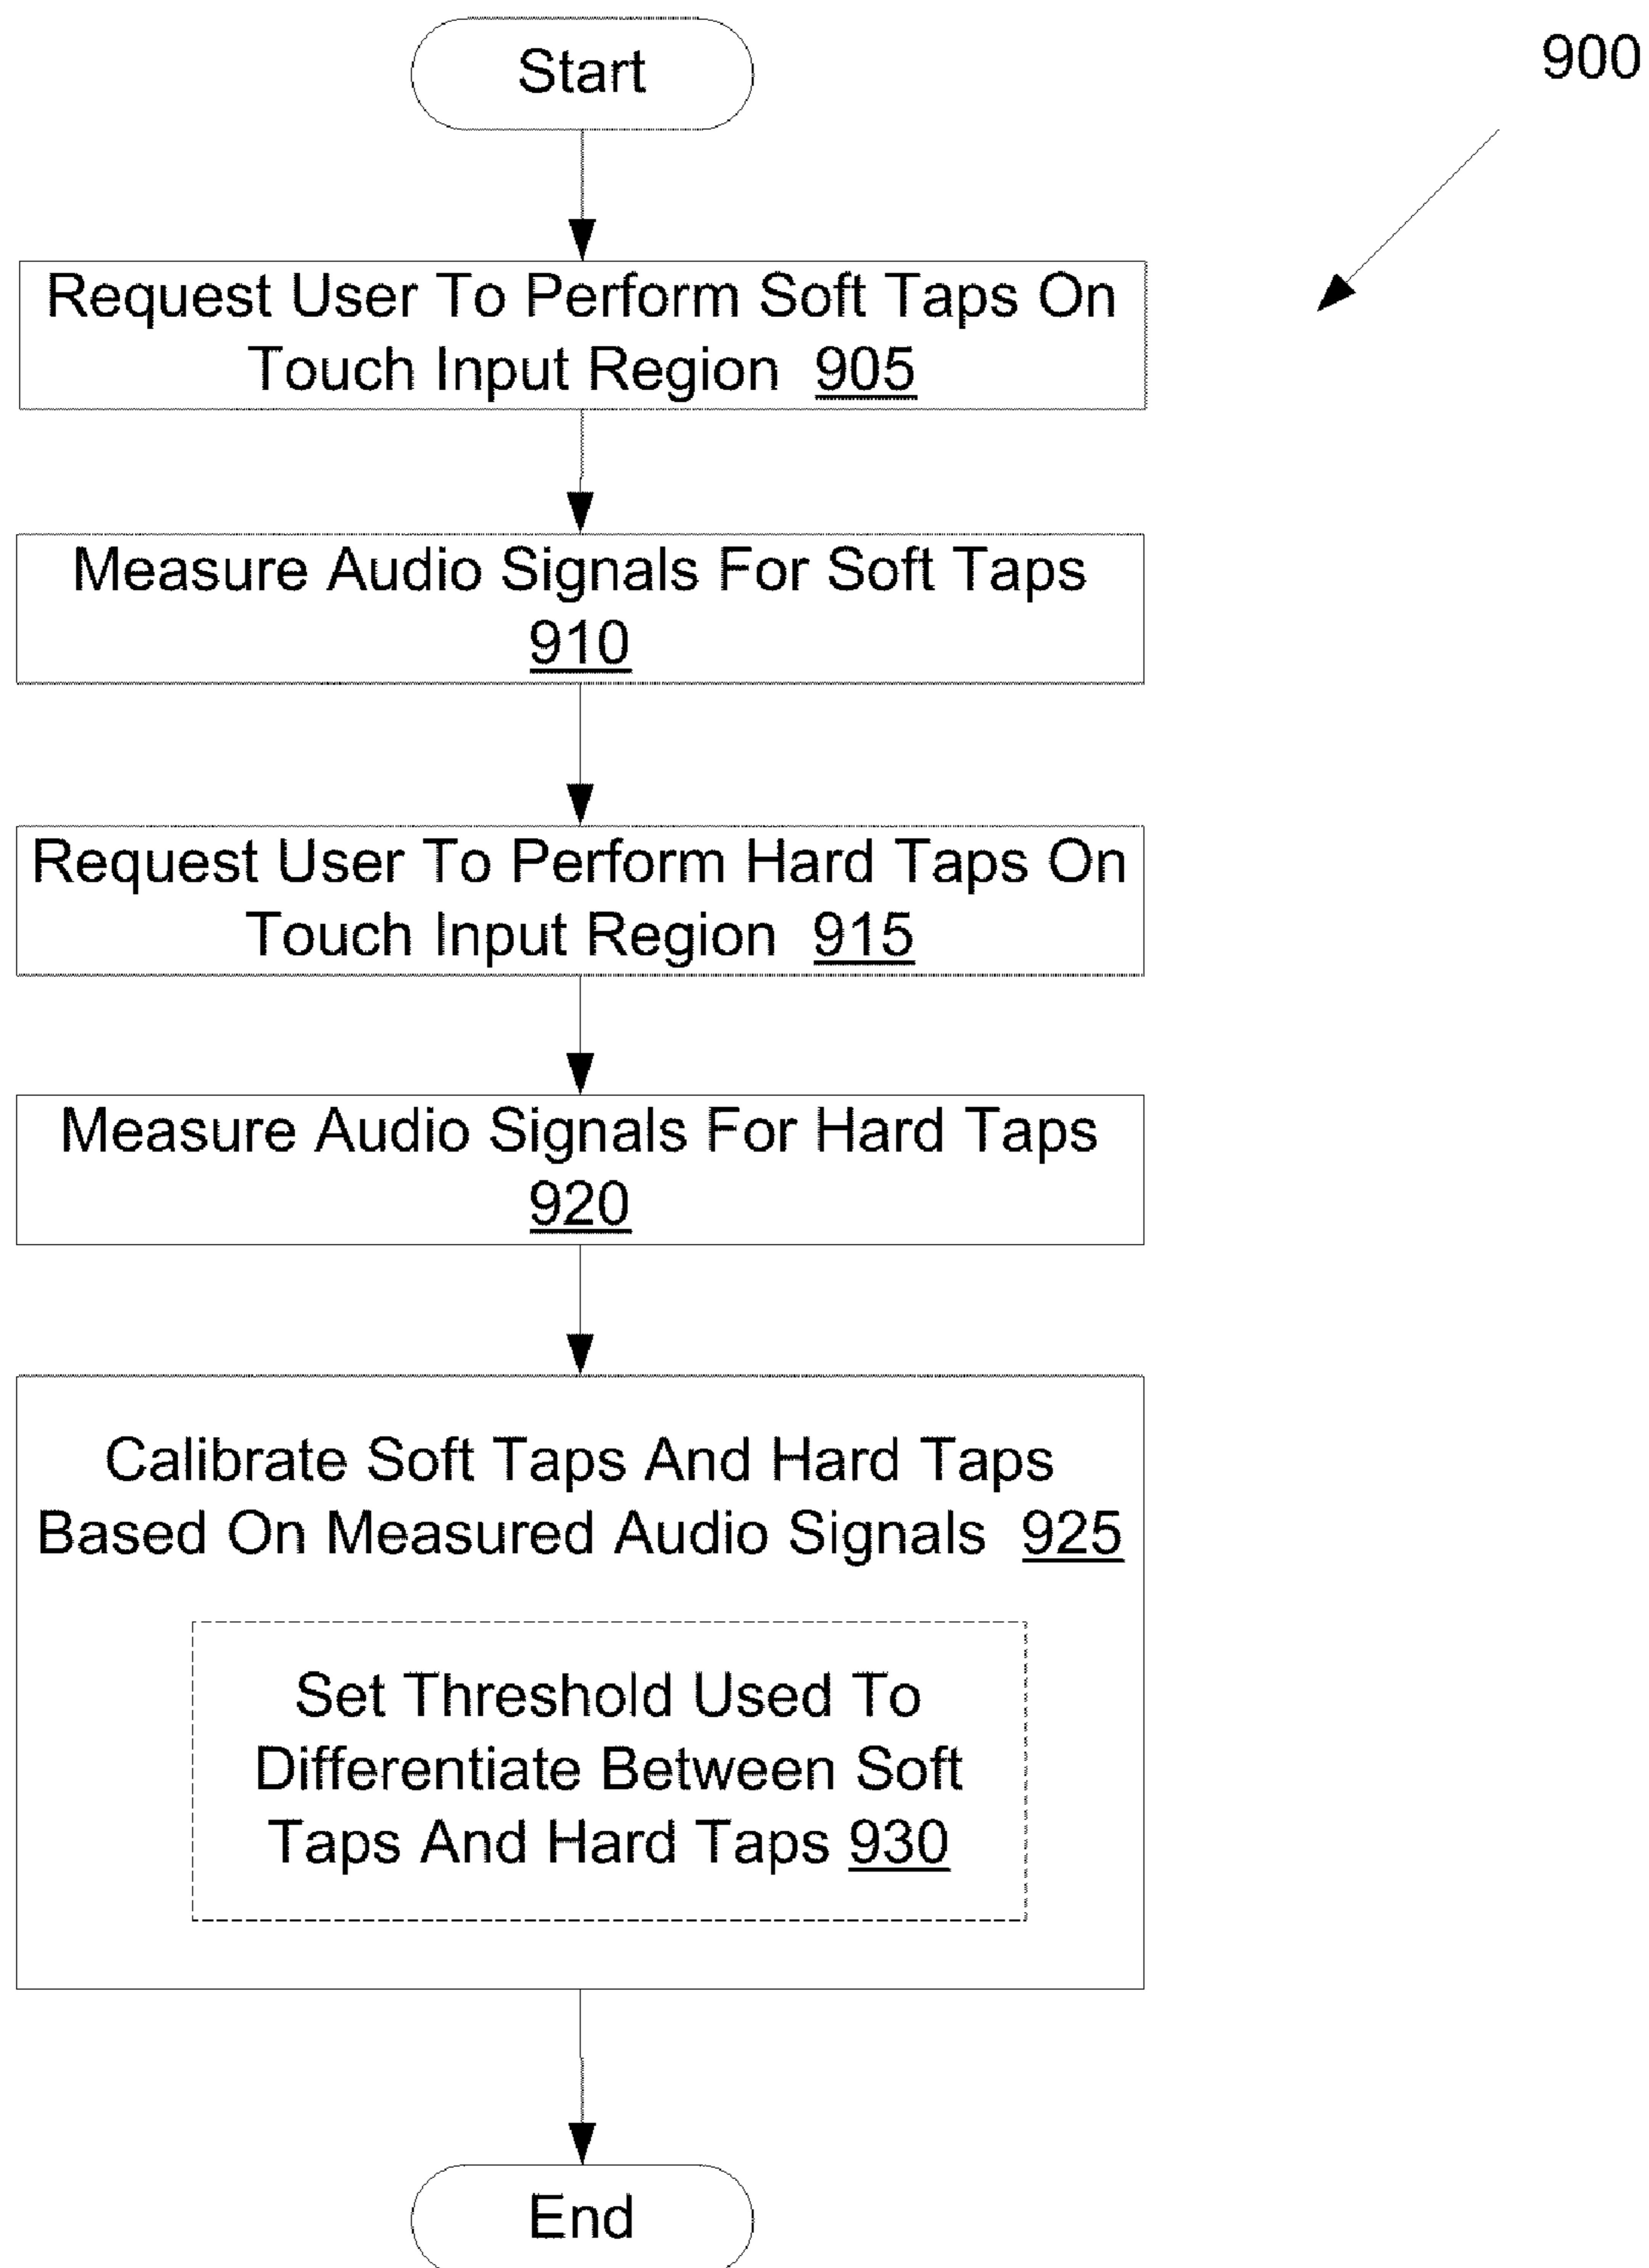 Start
900
Request User To Perform Soft Taps On
Touch Input Region 905
Measure Audio Signals For Soft Taps
910
Request User To Perform Hard Taps On
Touch Input Region 915
Measure Audio Signals For Hard Taps
920
Calibrate Soft Taps And Hard Taps
Based On Measured Audio Signals 925
Set Threshold Used To
Differentiate Between Soft
Taps And Hard Taps 930
End